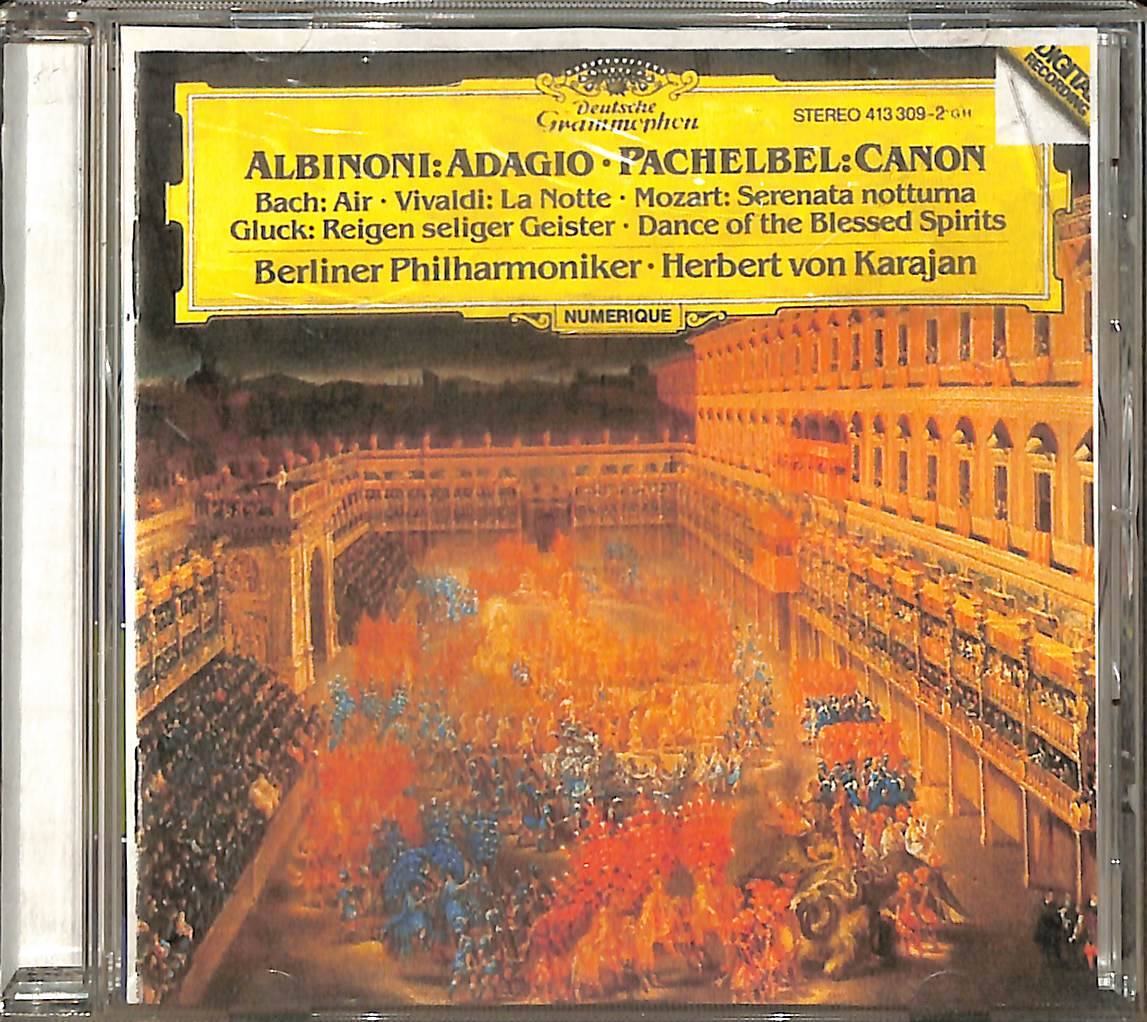 Deutsche
Grammophon
STEREO 413 309-2 GH
DIGITAL
RECORDING
ALBINONI: ADAGIO · PACHELBEL: CANON
Bach: Air · Vivaldi: La Notte · Mozart: Serenata notturna
Gluck: Reigen seliger Geister · Dance of the Blessed Spirits
Berliner Philharmoniker · Herbert von Karajan
NUMERIQUE